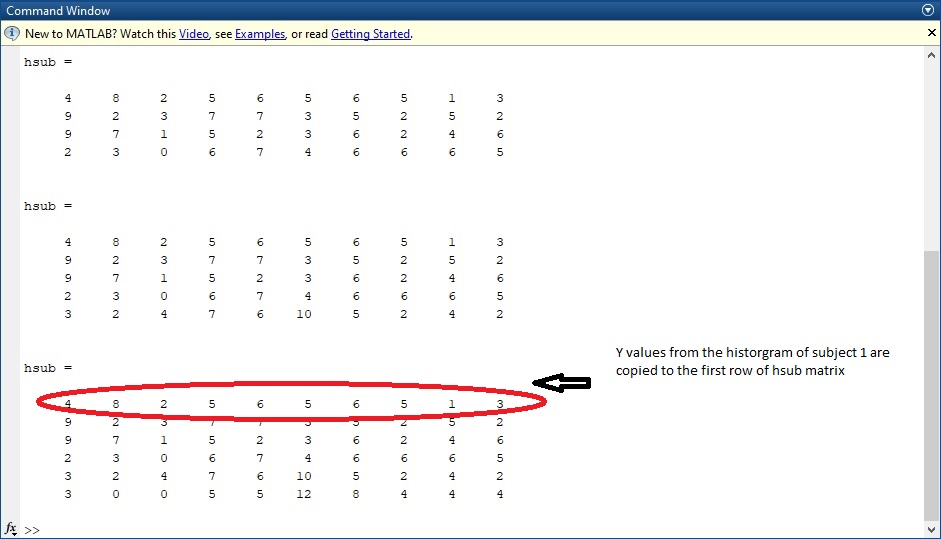 Command Window
New to MATLAB? Watch this Video, see Examples, or read Getting Started.
hsub =
4 8 2 5 6 5 6 5 1 3
9 2 3 7 7 3 5 2 5 2
9 7 1 5 2 3 6 2 4 6
2 3 0 6 7 4 6 6 6 5
hsub =
4 8 2 5 6 5 6 5 1 3
9 2 3 7 7 3 5 2 5 2
9 7 1 5 2 3 6 2 4 6
2 3 0 6 7 4 6 6 6 5
3 2 4 7 6 10 5 2 4 2
Y values from the historgram of subject 1 are
copied to the first row of hsub matrix
hsub =
4 8 2 5 6 5 6 5 1 3
9 2 3 7 7 3 5 2 5 2
9 7 1 5 2 3 6 2 4 6
2 3 0 6 7 4 6 6 6 5
3 2 4 7 6 10 5 2 4 2
3 0 0 5 5 12 8 4 4 4
fx >>